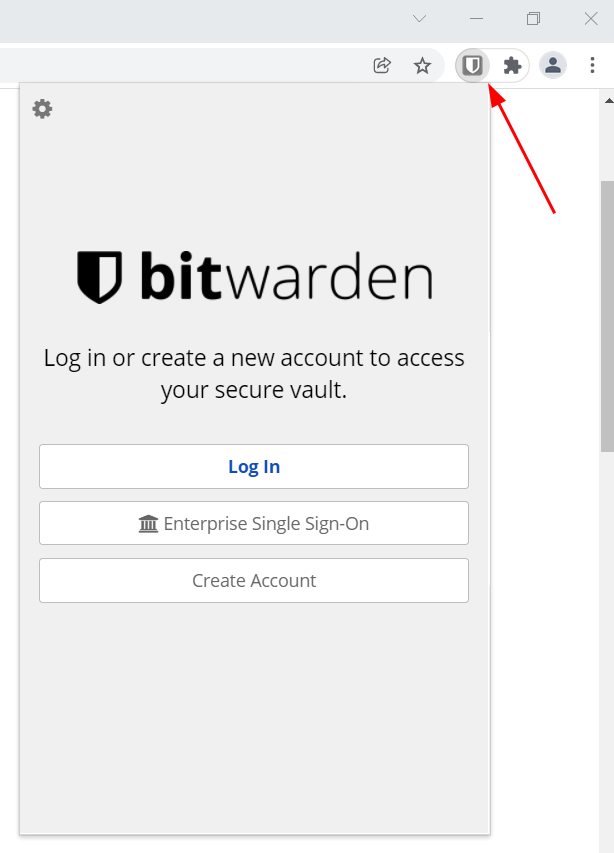 bitwarden
Log in or create a new account to access
your secure vault.
Log In
Enterprise Single Sign-On
Create Account